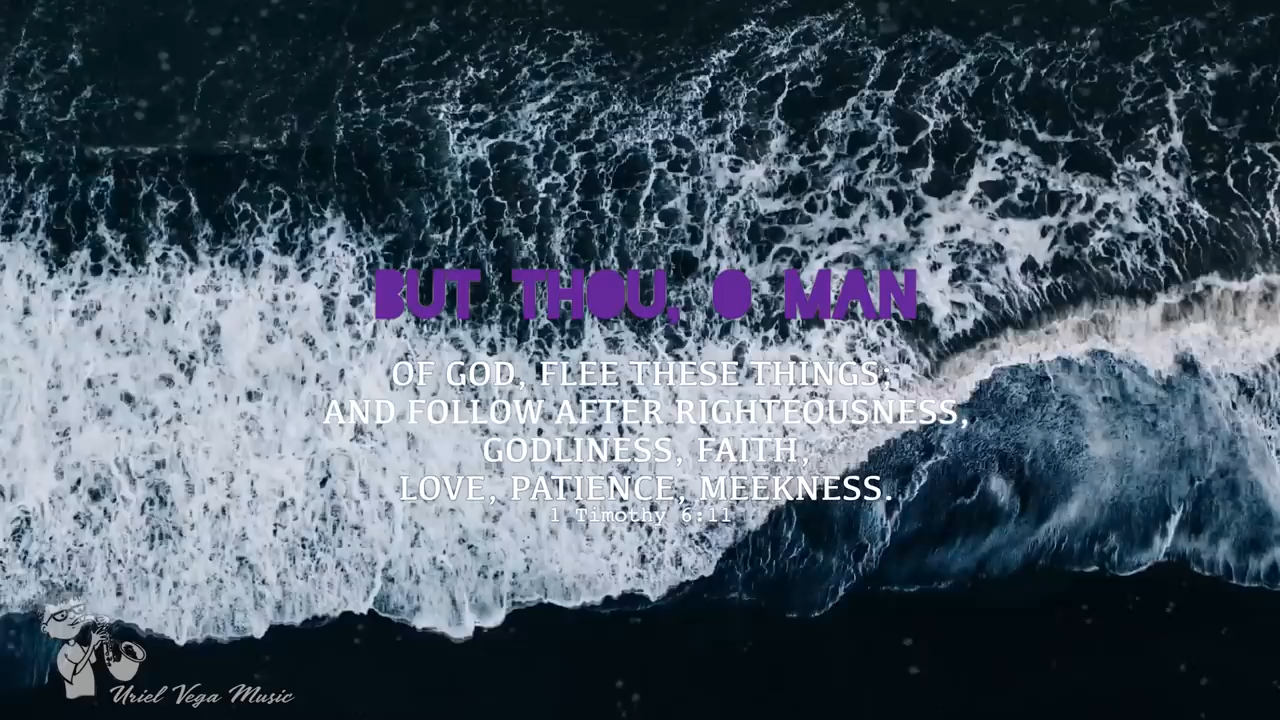 BUT THOU, O MAN
OF GOD, FLEE THESE THINGS;
AND FOLLOW AFTER RIGHTEOUSNESS,
GODLINESS, FAITH,
LOVE, PATIENCE, MEEKNESS.
1 Timothy 6:11
Uriel Vega Music